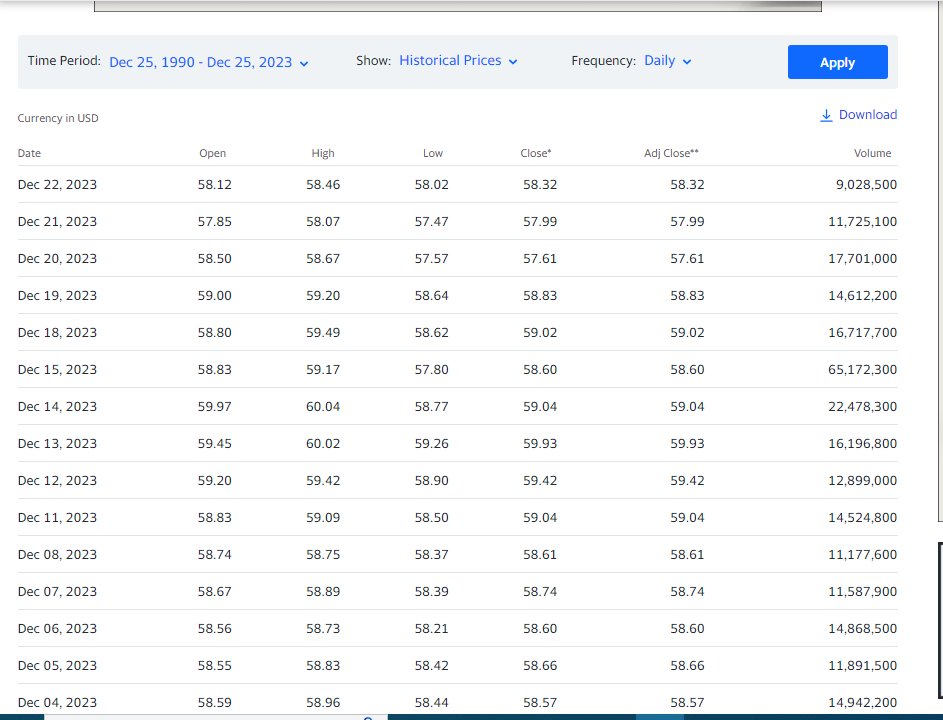 Time Period: Dec 25, 1990 - Dec 25, 2023 Show: Historical Prices Frequency: Daily Apply
Currency in USD Download
Date Open High Low Close* Adj Close** Volume
Dec 22, 2023 58.12 58.46 58.02 58.32 58.32 9,028,500
Dec 21, 2023 57.85 58.07 57.47 57.99 57.99 11,725,100
Dec 20, 2023 58.50 58.67 57.57 57.61 57.61 17,701,000
Dec 19, 2023 59.00 59.20 58.64 58.83 58.83 14,612,200
Dec 18, 2023 58.80 59.49 58.62 59.02 59.02 16,717,700
Dec 15, 2023 58.83 59.17 57.80 58.60 58.60 65,172,300
Dec 14, 2023 59.97 60.04 58.77 59.04 59.04 22,478,300
Dec 13, 2023 59.45 60.02 59.26 59.93 59.93 16,196,800
Dec 12, 2023 59.20 59.42 58.90 59.42 59.42 12,899,000
Dec 11, 2023 58.83 59.09 58.50 59.04 59.04 14,524,800
Dec 08, 2023 58.74 58.75 58.37 58.61 58.61 11,177,600
Dec 07, 2023 58.67 58.89 58.39 58.74 58.74 11,587,900
Dec 06, 2023 58.56 58.73 58.21 58.60 58.60 14,868,500
Dec 05, 2023 58.55 58.83 58.42 58.66 58.66 11,891,500
Dec 04, 2023 58.59 58.96 58.44 58.57 58.57 14,942,200